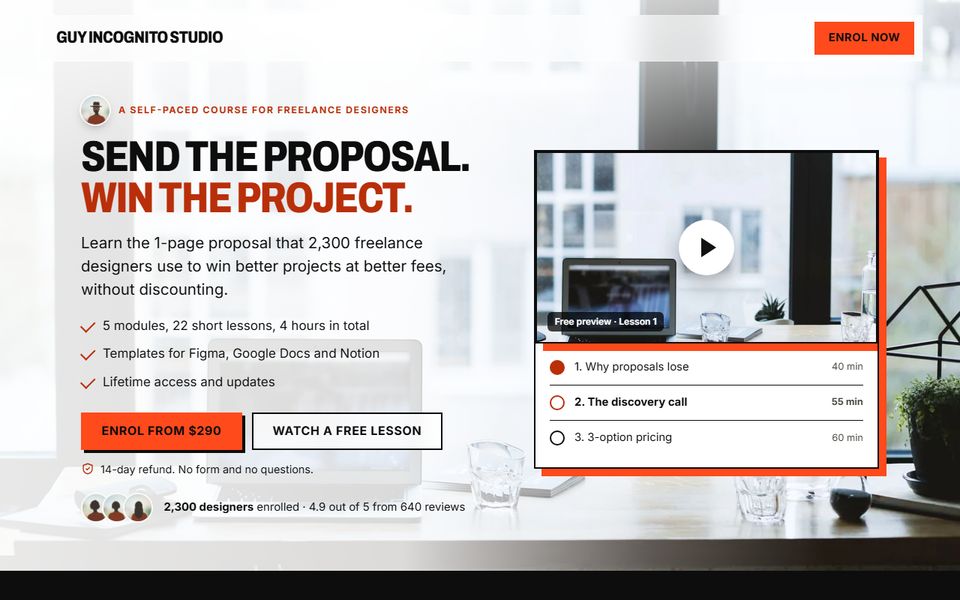 GUY INCOGNITO STUDIO
ENROL NOW
A SELF-PACED COURSE FOR FREELANCE DESIGNERS
SEND THE PROPOSAL.
WIN THE PROJECT.
Learn the 1-page proposal that 2,300 freelance
designers use to win better projects at better fees,
without discounting.
5 modules, 22 short lessons, 4 hours in total
Templates for Figma, Google Docs and Notion
Lifetime access and updates
ENROL FROM $290
WATCH A FREE LESSON
14-day refund. No form and no questions.
2,300 designers enrolled · 4.9 out of 5 from 640 reviews
Free preview · Lesson 1
1. Why proposals lose 40 min
2. The discovery call 55 min
3. 3-option pricing 60 min